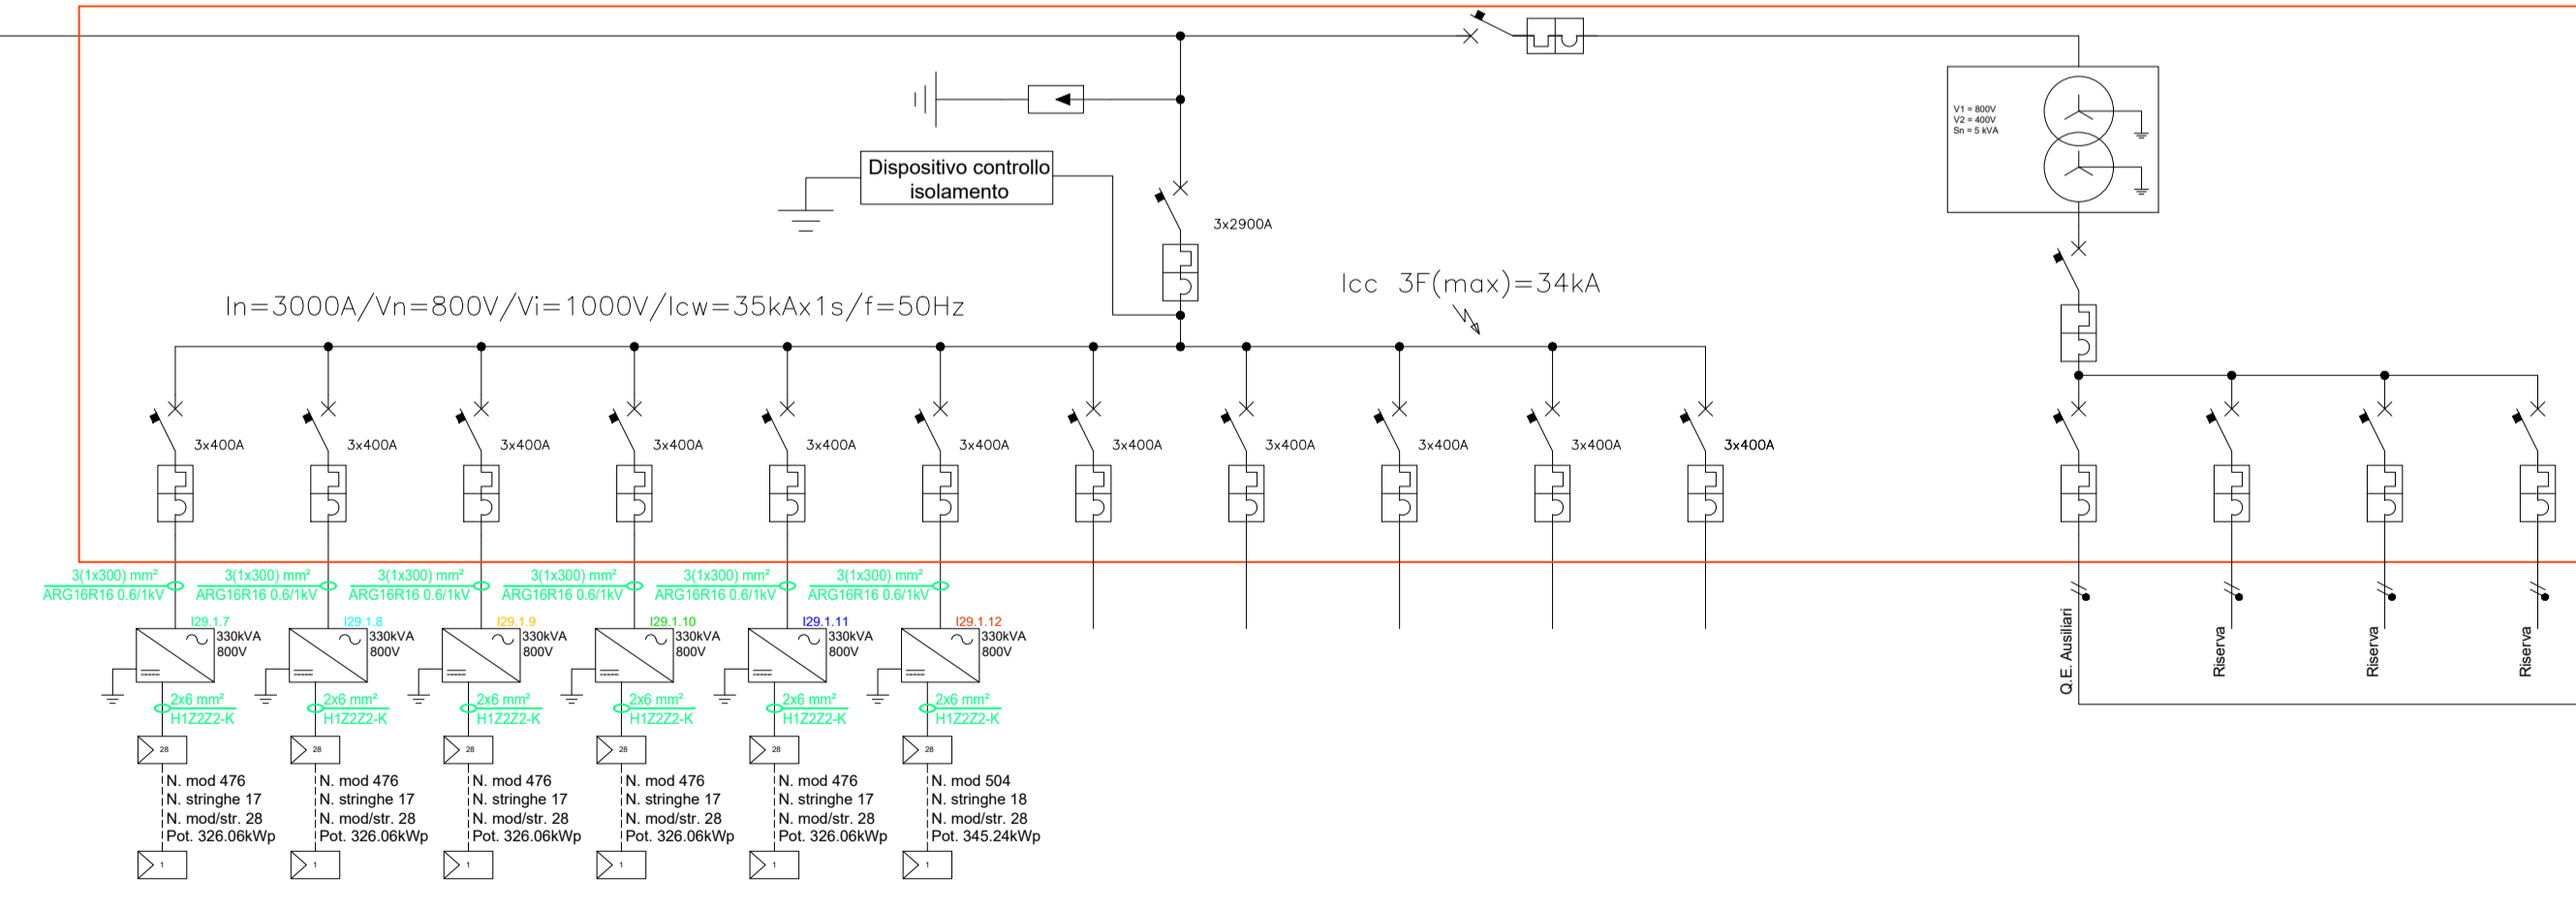 V1 = 800V
V2 = 400V
Sn = 5 kVA
Dispositivo controllo
isolamento
3x2900A
Icc 3F(max)=34kA
In=3000A/Vn=800V/Vi=1000V/Icw=35kAx1s/f=50Hz
3x400A 3x400A 3x400A 3x400A 3x400A 3x400A 3x400A 3x400A 3x400A 3x400A 3x400A
3(1x300) mm² 3(1x300) mm² 3(1x300) mm² 3(1x300) mm² 3(1x300) mm² 3(1x300) mm²
ARG16R16 0.6/1kV ARG16R16 0.6/1kV ARG16R16 0.6/1kV ARG16R16 0.6/1kV ARG16R16 0.6/1kV ARG16R16 0.6/1kV
I29.1.7 I29.1.8 I29.1.9 I29.1.10 I29.1.11 I29.1.12
330kVA 330kVA 330kVA 330kVA 330kVA 330kVA
800V 800V 800V 800V 800V 800V
Q.E. Ausiliari
Riserva
Riserva
Riserva
2x6 mm² 2x6 mm² 2x6 mm² 2x6 mm² 2x6 mm² 2x6 mm²
H1Z2Z2-K H1Z2Z2-K H1Z2Z2-K H1Z2Z2-K H1Z2Z2-K H1Z2Z2-K
28 28 28 28 28 28
N. mod 476 N. mod 476 N. mod 476 N. mod 476 N. mod 476 N. mod 504
N. stringhe 17 N. stringhe 17 N. stringhe 17 N. stringhe 17 N. stringhe 17 N. stringhe 18
N. mod/str. 28 N. mod/str. 28 N. mod/str. 28 N. mod/str. 28 N. mod/str. 28 N. mod/str. 28
Pot. 326.06kWp Pot. 326.06kWp Pot. 326.06kWp Pot. 326.06kWp Pot. 326.06kWp Pot. 345.24kWp
1 1 1 1 1 1